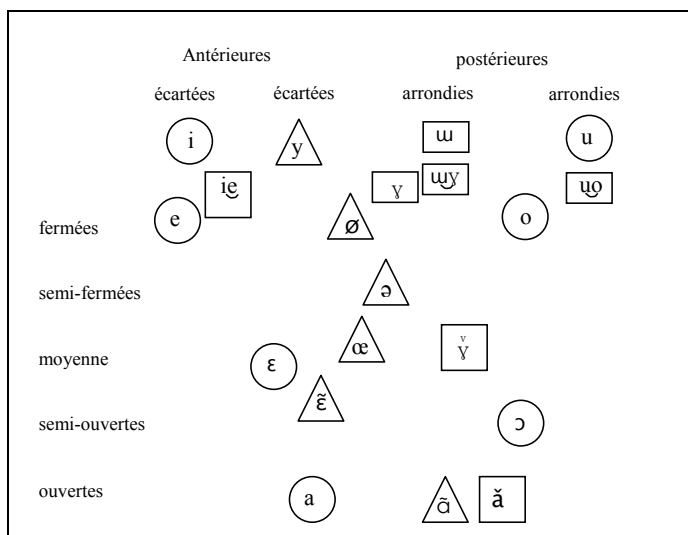 Antérieures postérieures
écartées écartées arrondies arrondies
i y ɯ u
i̯e ɣ ɯ̯ɣ u̯o
fermées e ø o
semi-fermées ə
moyenne ɛ œ ɣ̌
semi-ouvertes ɛ̃ ɔ
ouvertes a ɑ̃ ǎ